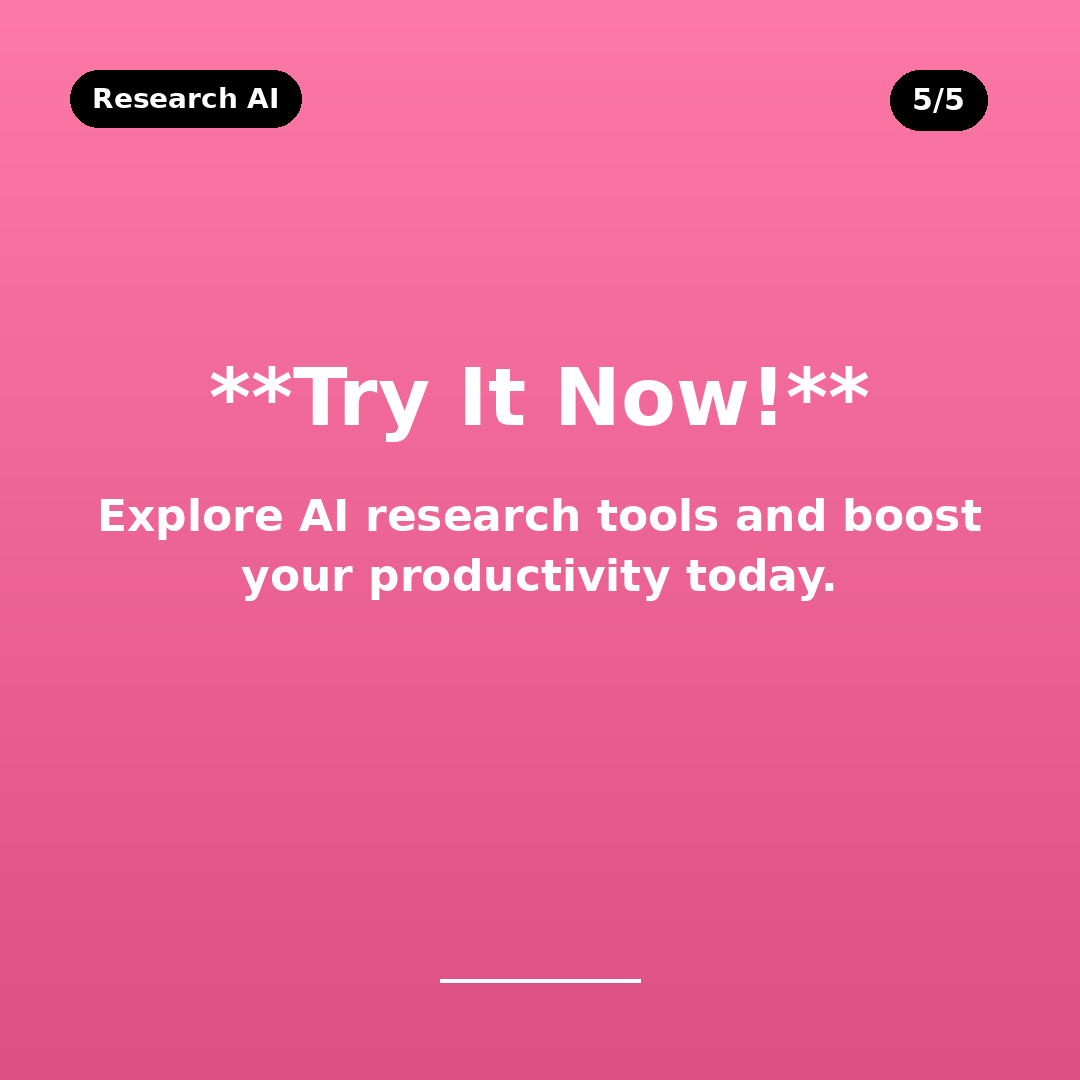 Research AI
5/5
**Try It Now!**
Explore AI research tools and boost
your productivity today.